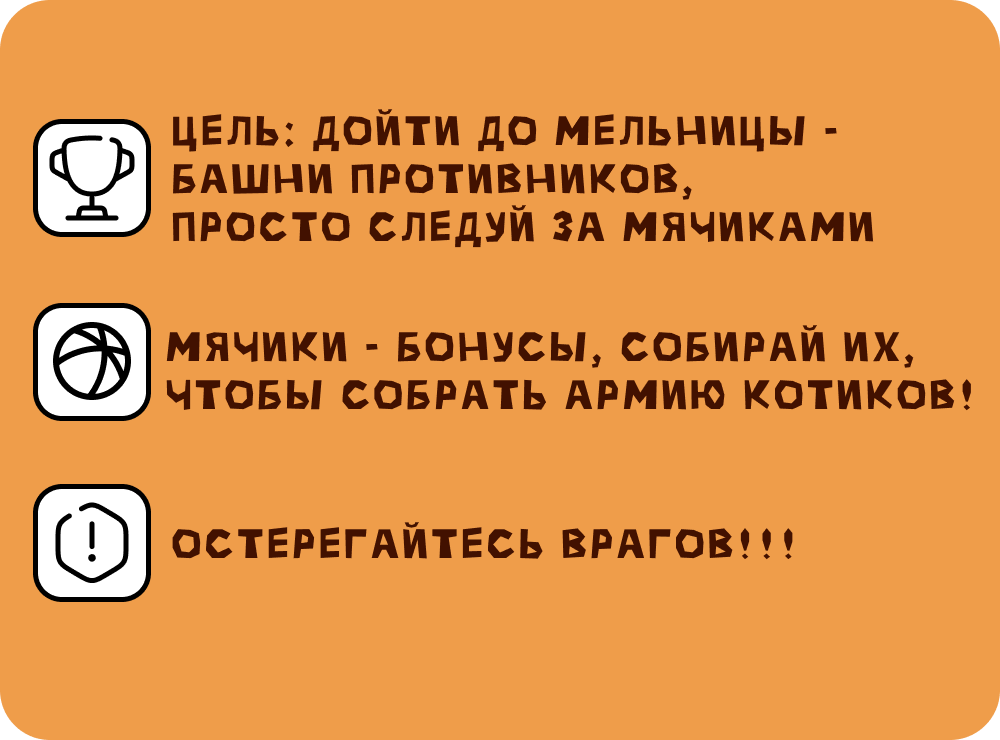 ЦЕЛЬ: ДОЙТИ ДО МЕЛЬНИЦЫ -
БАШНИ ПРОТИВНИКОВ,
ПРОСТО СЛЕДУЙ ЗА МЯЧИКАМИ
МЯЧИКИ - БОНУСЫ, СОБИРАЙ ИХ,
ЧТОБЫ СОБРАТЬ АРМИЮ КОТИКОВ!
ОСТЕРЕГАЙТЕСЬ ВРАГОВ!!!